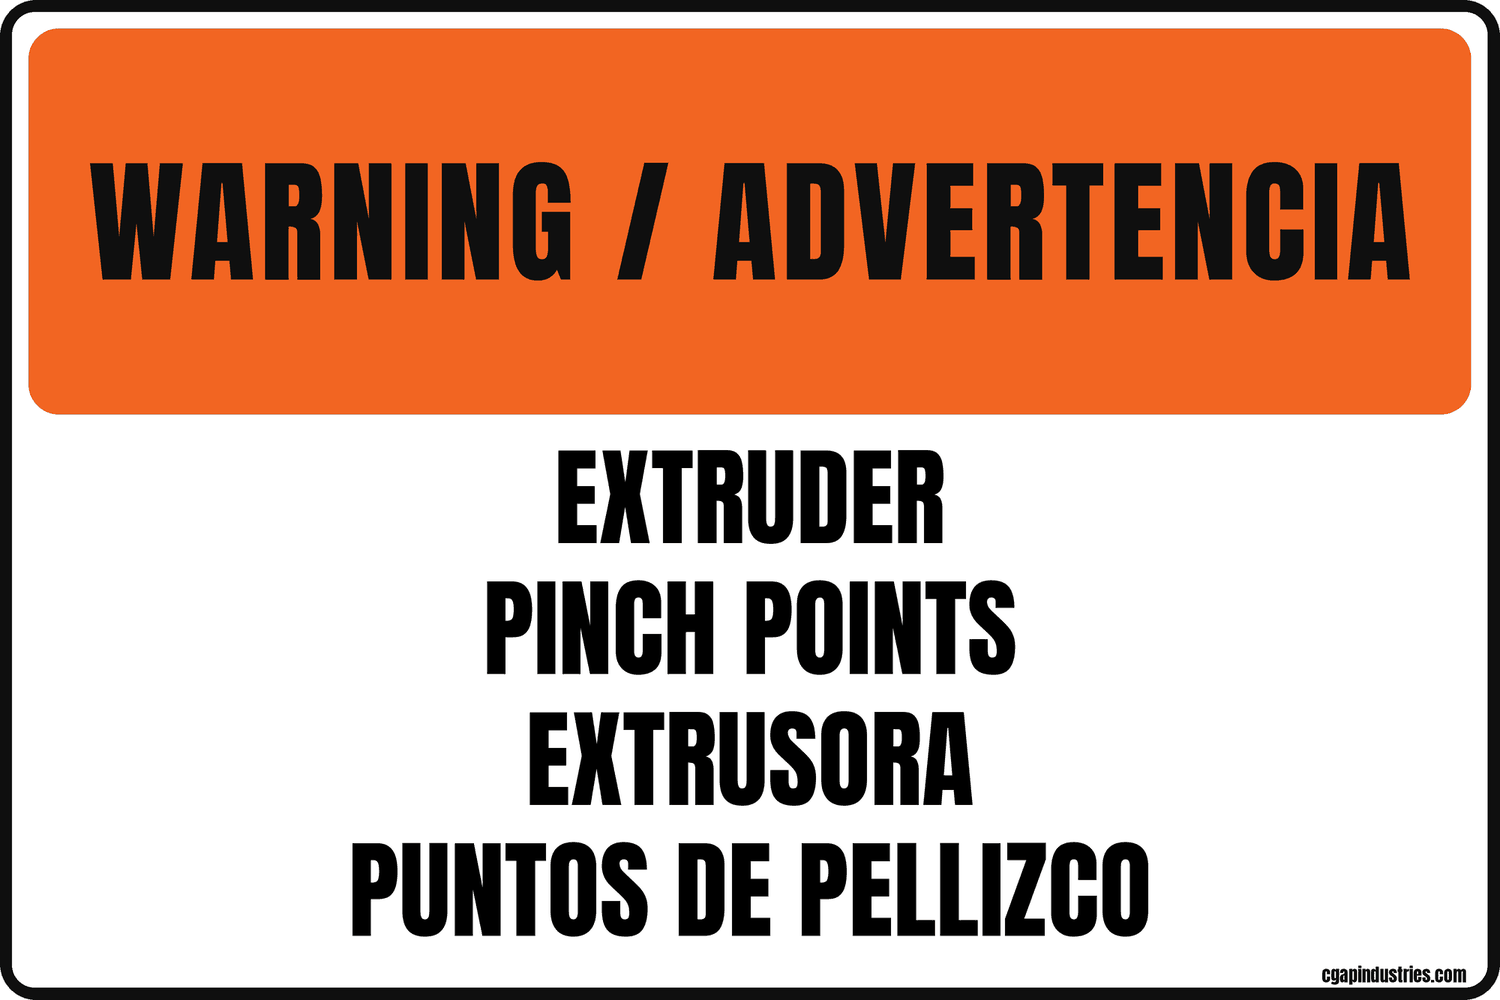 WARNING / ADVERTENCIA
EXTRUDER
PINCH POINTS
EXTRUSORA
PUNTOS DE PELLIZCO
cgapindustries.com